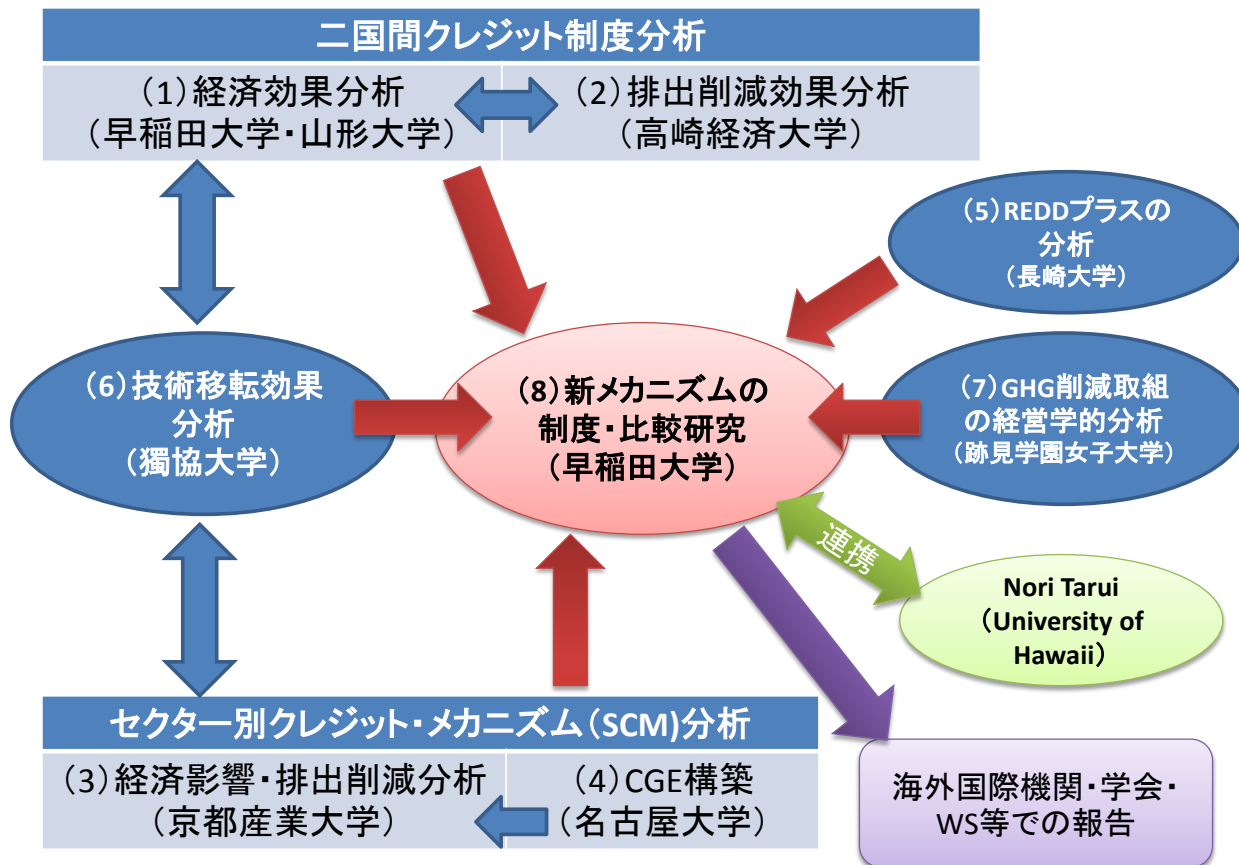 二国間クレジット制度分析
(1)経済効果分析
(早稲田大学・山形大学)
(2)排出削減効果分析
(高崎経済大学)
(5)REDDプラスの
分析
(長崎大学)
(6)技術移転効果
分析
(獨協大学)
(8)新メカニズムの
制度・比較研究
(早稲田大学)
(7)GHG削減取組
の経営学的分析
(跡見学園女子大学)
連携
Nori Tarui
(University of
Hawaii)
セクター別クレジット・メカニズム(SCM)分析
(3)経済影響・排出削減分析
(京都産業大学)
(4)CGE構築
(名古屋大学)
海外国際機関・学会・
WS等での報告